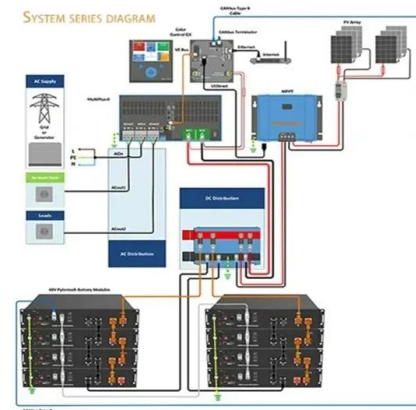 SYSTEM SERIES DIAGRAM
CANbus Type B
Cable
Color
Control GX
CANbus Terminator
PV Array
VE Bus
Ethernet
Internet
AC Supply
VE Direct
MultiPlus-II
MPPT
Grid
or
Generator
L
PE
N
ACin
ACout1
Loads
ACout2
DC Distribution
AC Distribution
48V Pylontech Battery Modules